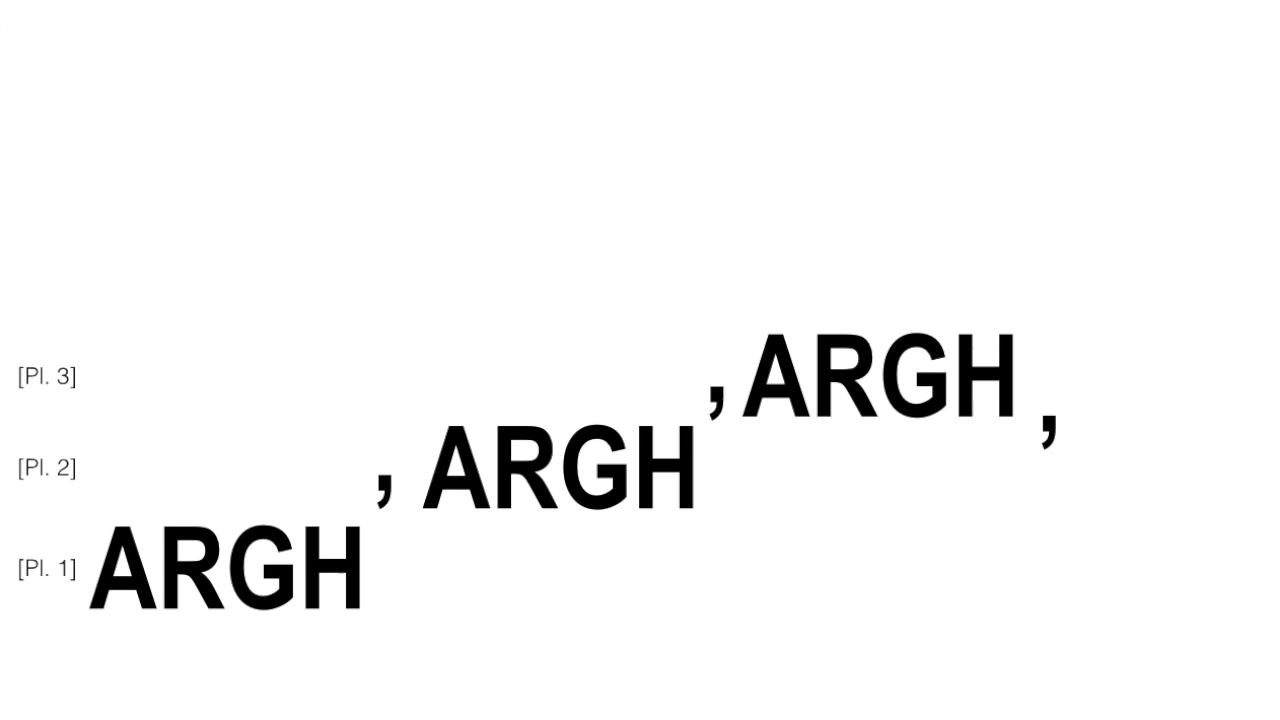 [Pl. 3] , ARGH ,
[Pl. 2] , ARGH
[Pl. 1] ARGH